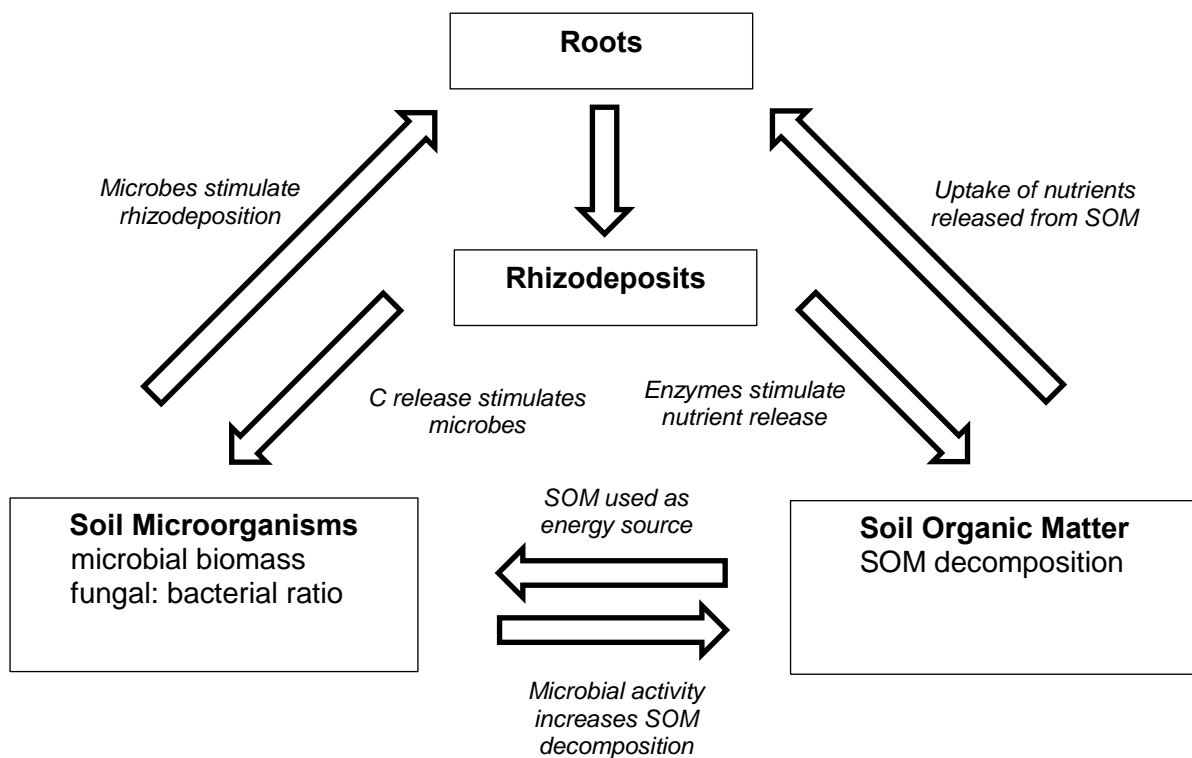 Roots
Microbes stimulate
rhizodeposition
Uptake of nutrients
released from SOM
Rhizodeposits
C release stimulates
microbes
Enzymes stimulate
nutrient release
Soil Microorganisms
microbial biomass
fungal: bacterial ratio
SOM used as
energy source
Soil Organic Matter
SOM decomposition
Microbial activity
increases SOM
decomposition